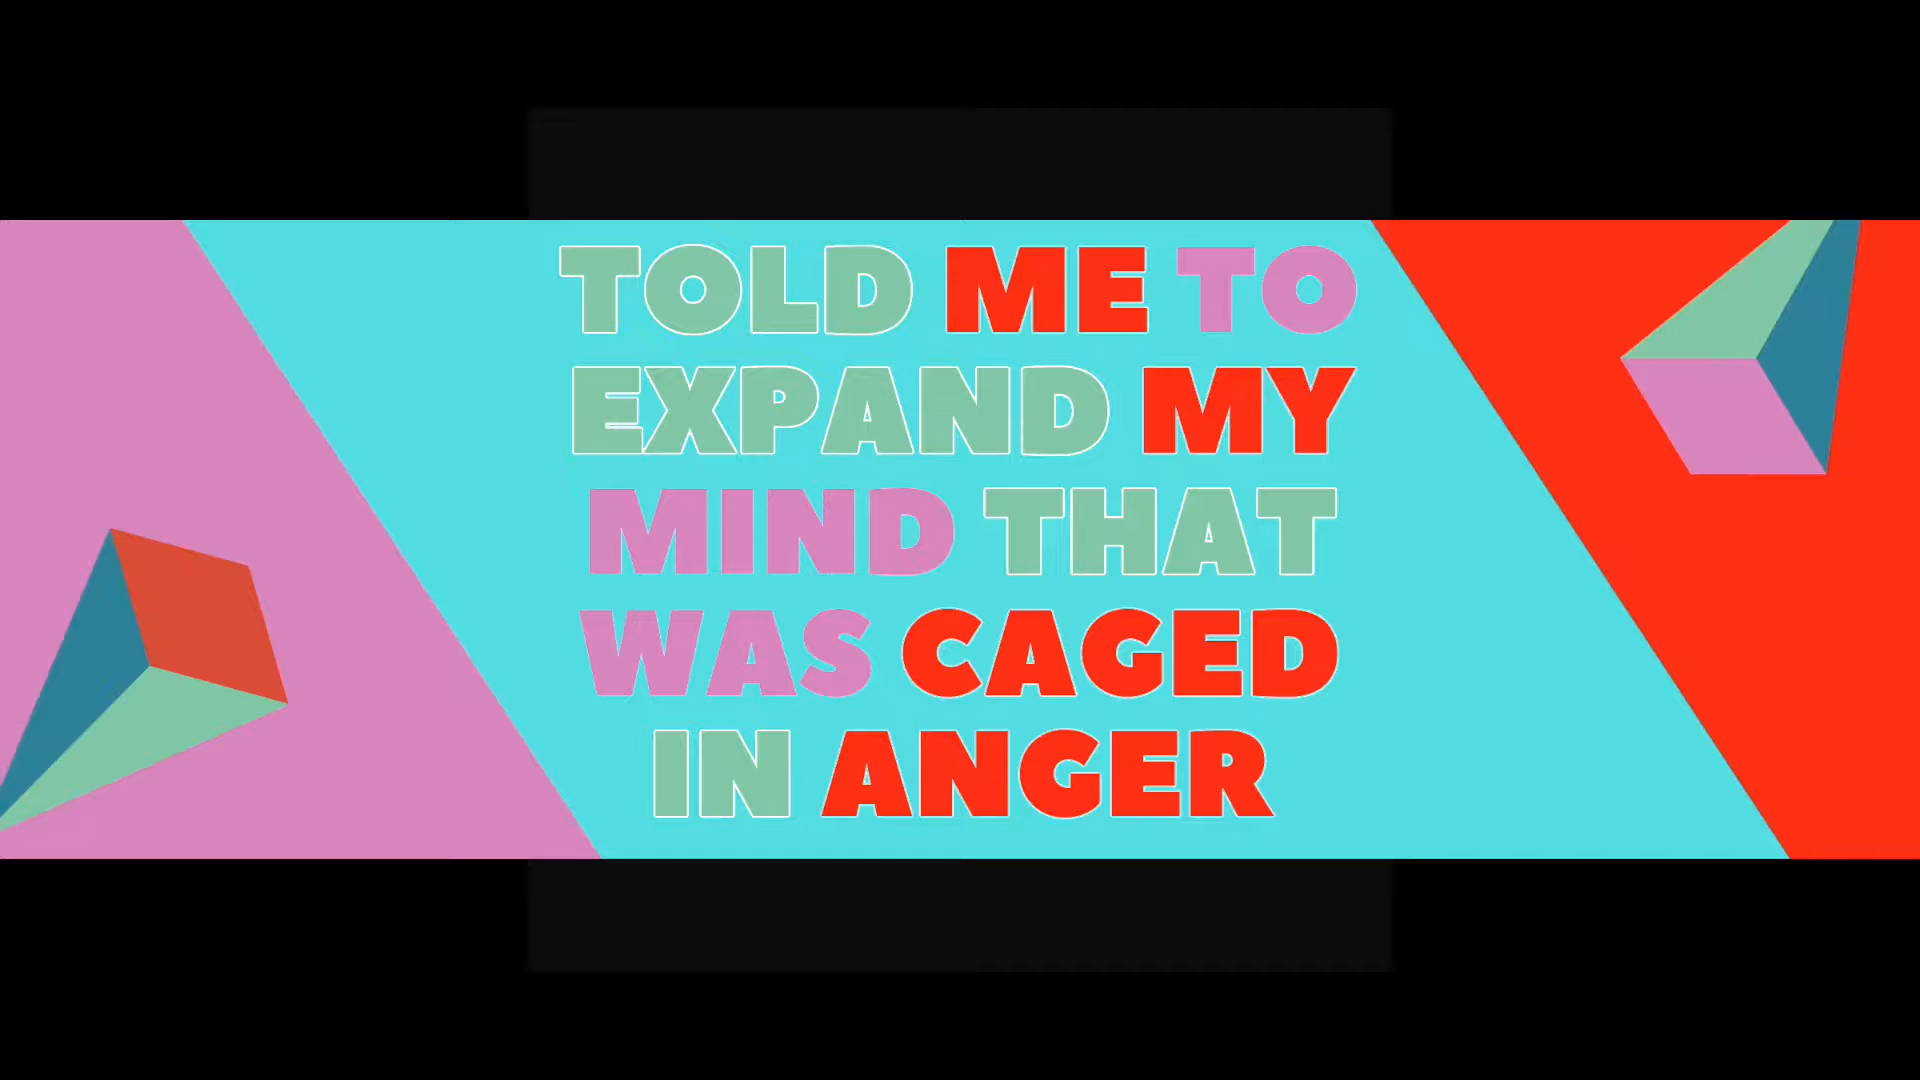 TOLD ME TO
EXPAND MY
MIND THAT
WAS CAGED
IN ANGER